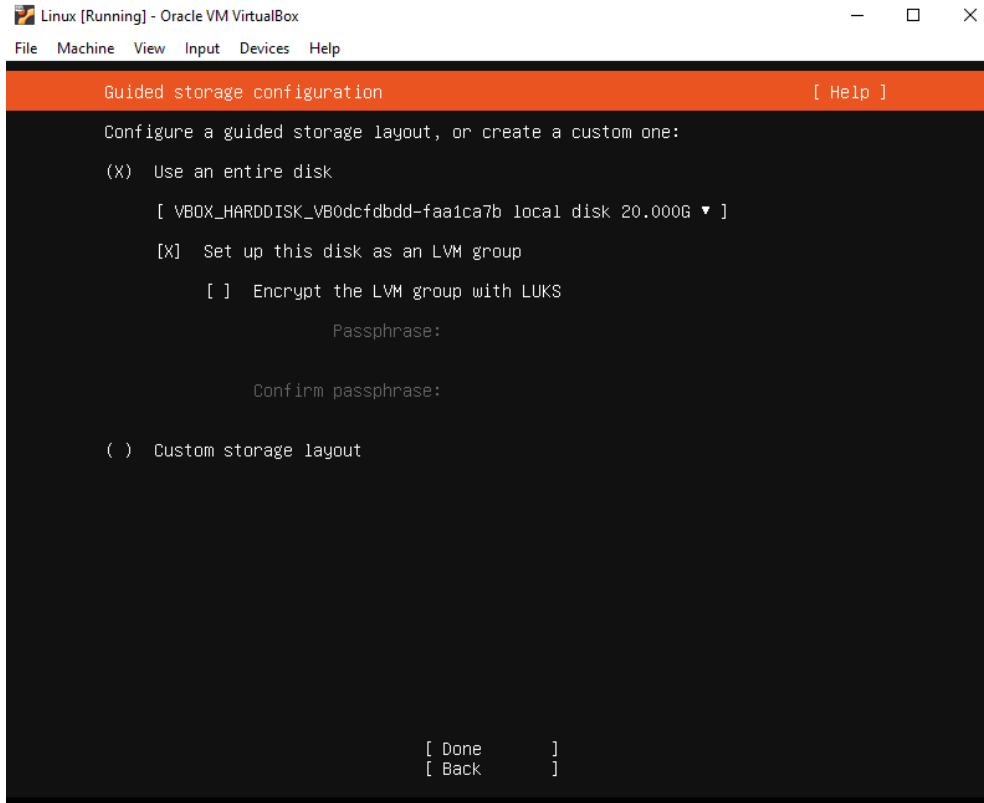 Linux [Running] - Oracle VM VirtualBox
File Machine View Input Devices Help
Guided storage configuration [ Help ]
Configure a guided storage layout, or create a custom one:
(X) Use an entire disk
[ VBOX_HARDDISK_VB0dcfdbdd-faa1ca7b local disk 20.000G ▾ ]
[X] Set up this disk as an LVM group
[ ] Encrypt the LVM group with LUKS
Passphrase:
Confirm passphrase:
( ) Custom storage layout
[ Done ]
[ Back ]